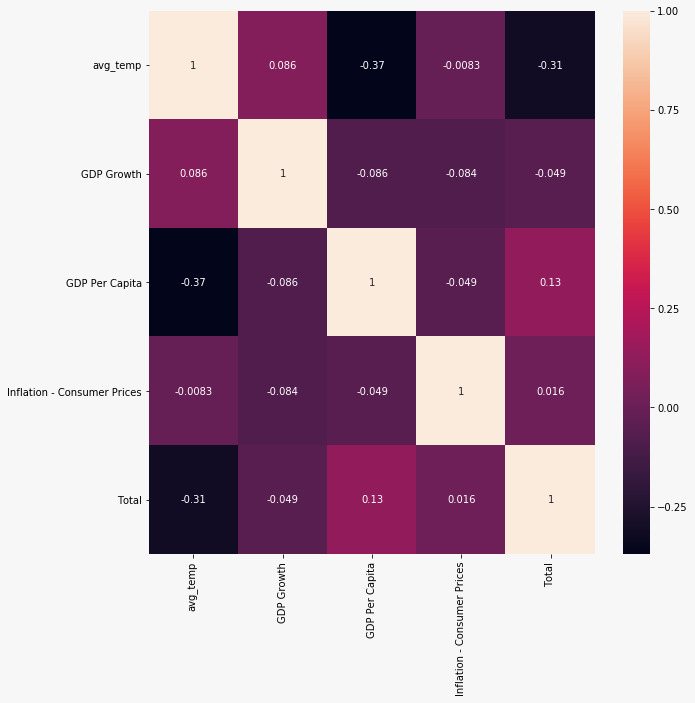 avg_temp 1 0.086 -0.37 -0.0083 -0.31
GDP Growth 0.086 1 -0.086 -0.084 -0.049
GDP Per Capita -0.37 -0.086 1 -0.049 0.13
Inflation - Consumer Prices -0.0083 -0.084 -0.049 1 0.016
Total -0.31 -0.049 0.13 0.016 1
avg_temp
GDP Growth
GDP Per Capita
Inflation - Consumer Prices
Total
1.00
0.75
0.50
0.25
0.00
−0.25